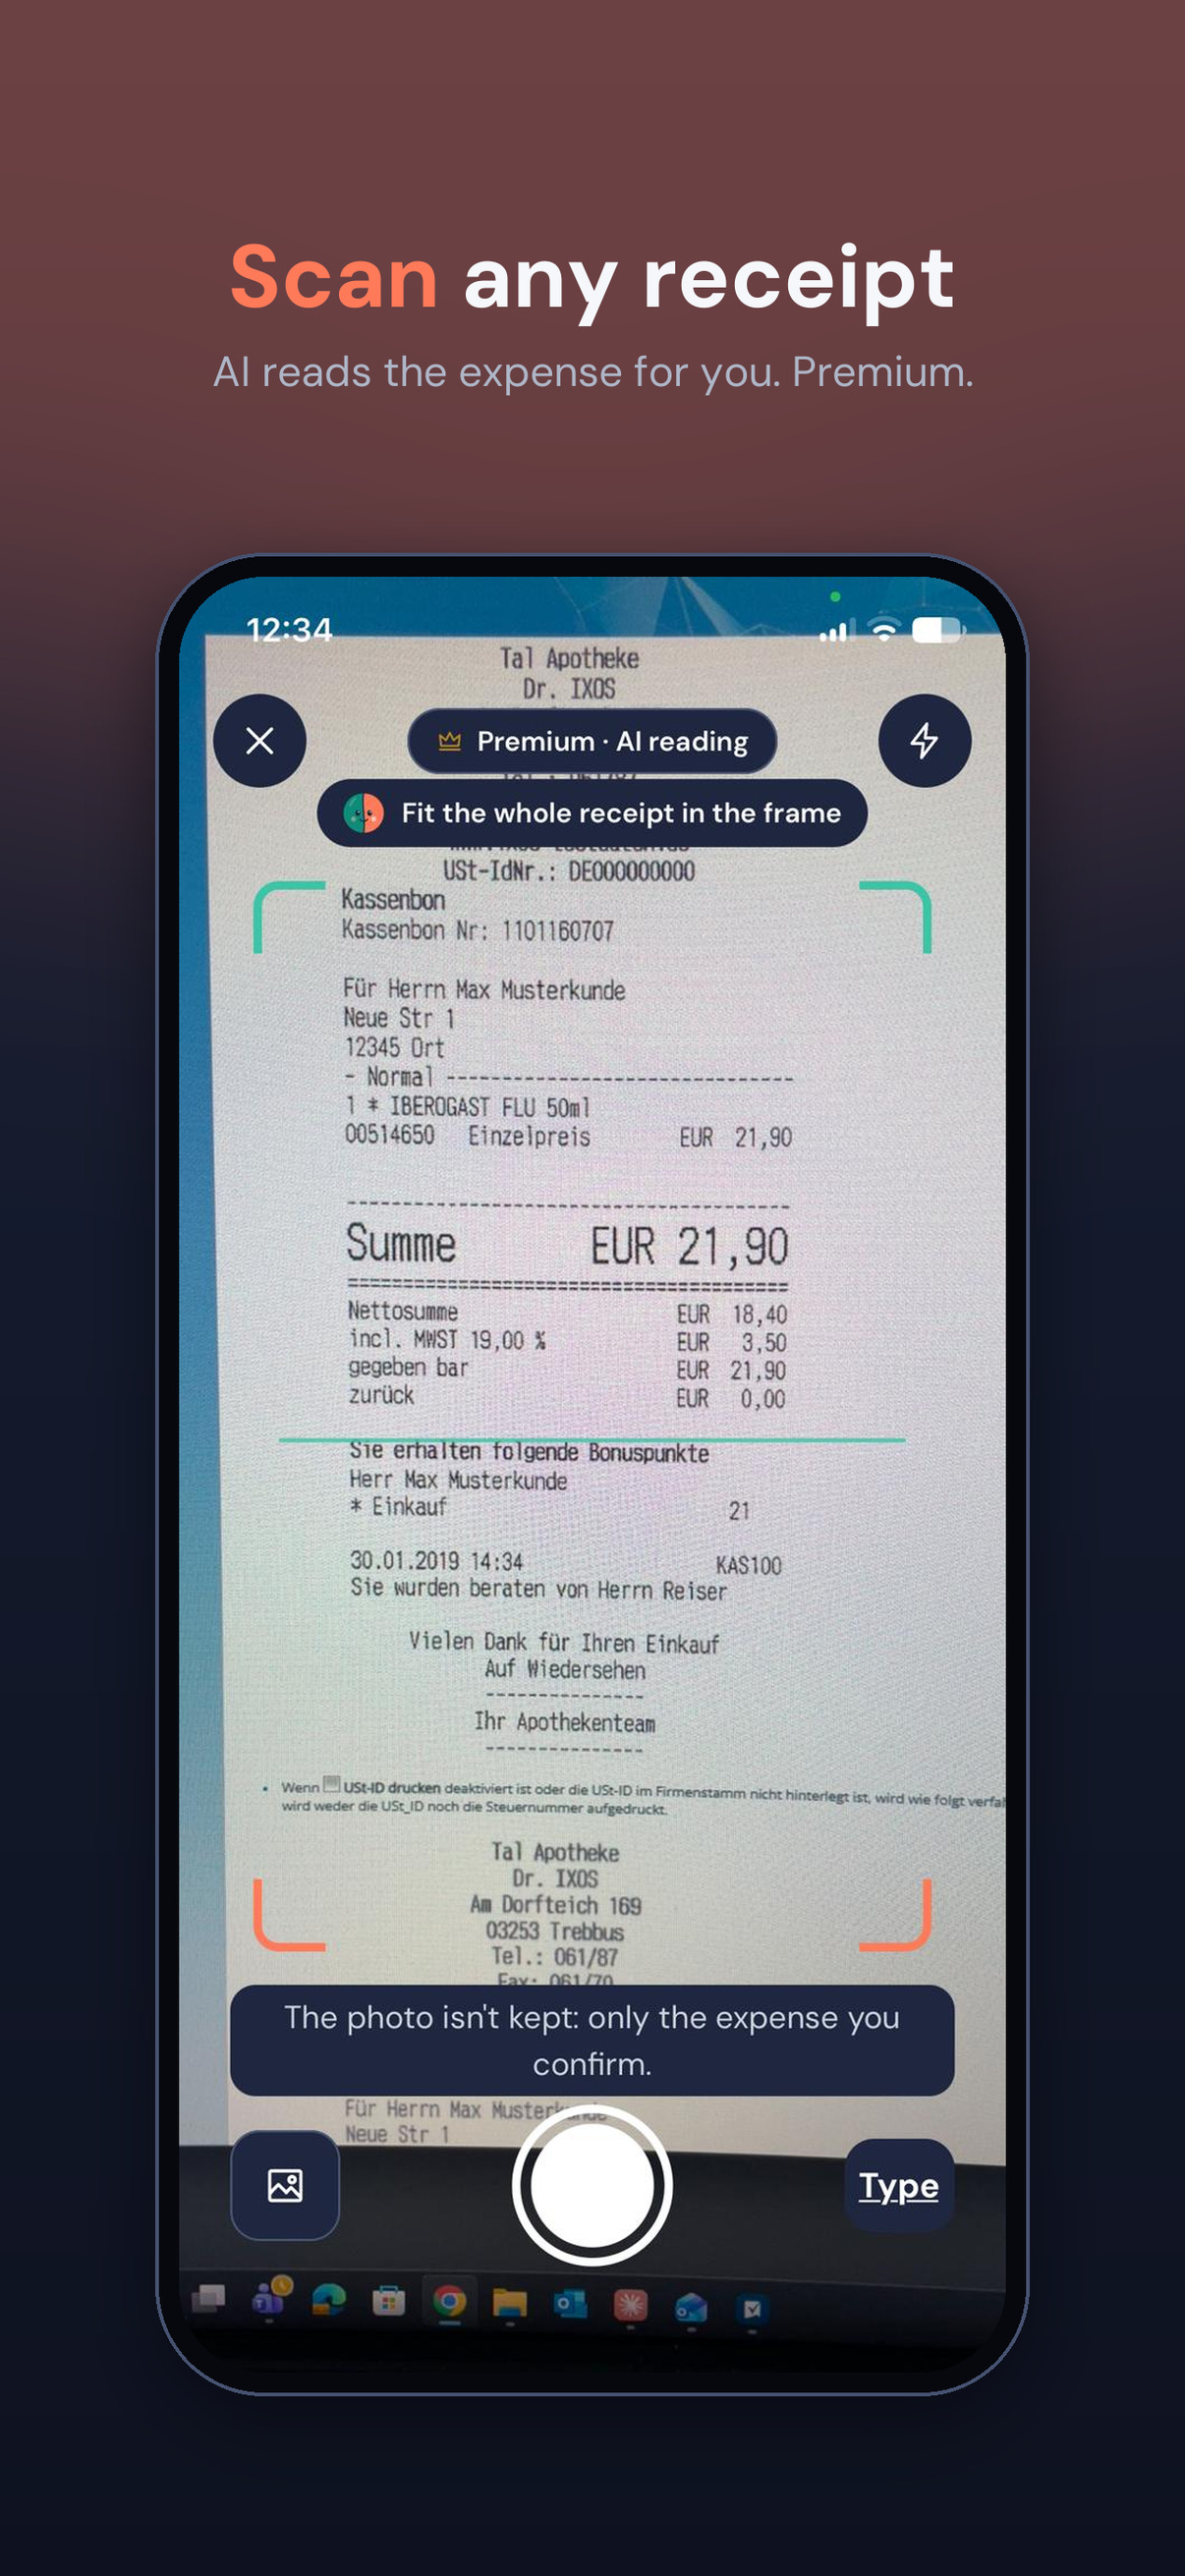 Scan any receipt
AI reads the expense for you. Premium.
12:34
Tal Apotheke
Dr. IXOS
Premium · AI reading
Fit the whole receipt in the frame
USt-IdNr.: DE000000000
Kassenbon
Kassenbon Nr: 1101160707
Für Herrn Max Musterkunde
Neue Str 1
12345 Ort
- Normal -------------------------------
1 * IBEROGAST FLU 50ml
00514650 Einzelpreis EUR 21,90
----------------------------------------
Summe EUR 21,90
========================================
Nettosumme EUR 18,40
incl. MWST 19,00 % EUR 3,50
gegeben bar EUR 21,90
zurück EUR 0,00
Sie erhalten folgende Bonuspunkte
Herr Max Musterkunde
* Einkauf 21
30.01.2019 14:34 KAS100
Sie wurden beraten von Herrn Reiser
Vielen Dank für Ihren Einkauf
Auf Wiedersehen
---------------
Ihr Apothekenteam
---------------
• Wenn USt-ID drucken deaktiviert ist oder die USt-ID im Firmenstamm nicht hinterlegt ist, wird wie folgt
wird weder die USt_ID noch die Steuernummer aufgedruckt.
Tal Apotheke
Dr. IXOS
Am Dorfteich 169
03253 Trebbus
Tel.: 061/87
Fax: 061/70
The photo isn't kept: only the expense you
confirm.
Für Herrn Max Musterkunde
Neue Str 1
Type